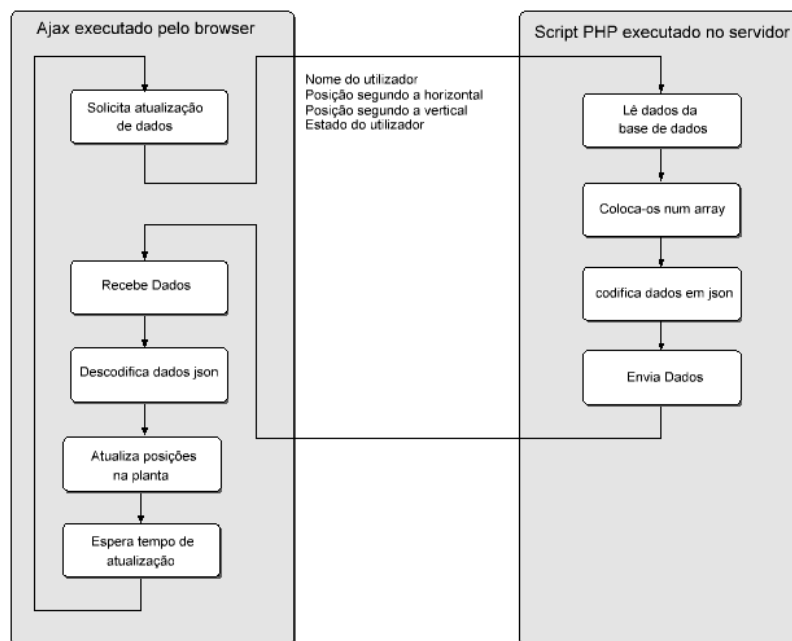 Ajax executado pelo browser
Solicita atualização
de dados
Recebe Dados
Descodifica dados json
Atualiza posições
na planta
Espera tempo de
atualização
Nome do utilizador
Posição segundo a horizontal
Posição segundo a vertical
Estado do utilizador
Script PHP executado no servidor
Lê dados da
base de dados
Coloca-os num array
codifica dados em json
Envia Dados